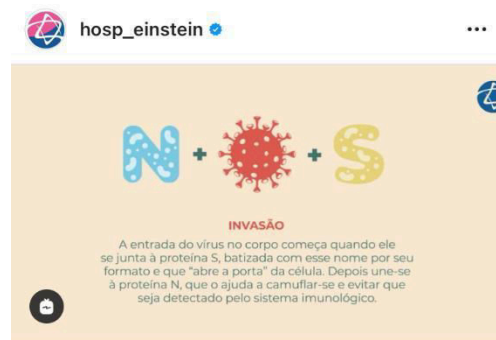 hosp_einstein
N + + S
INVASÃO
A entrada do vírus no corpo começa quando ele
se junta à proteína S, batizada com esse nome por seu
formato e que “abre a porta” da célula. Depois une-se
à proteína N, que o ajuda a camuflar-se e evitar que
seja detectado pelo sistema imunológico.